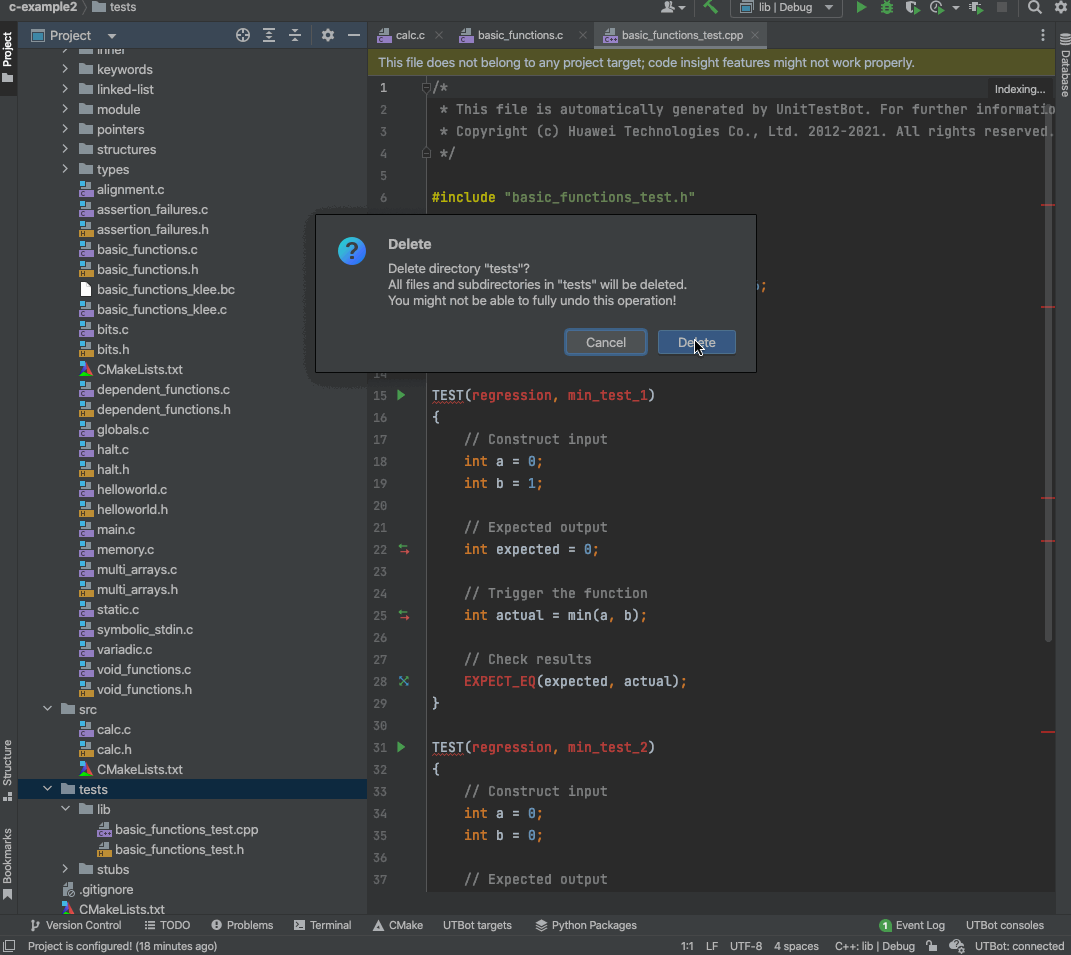 c-example2 〉 tests
lib | Debug
Project
calc.c
basic_functions.c
basic_functions_test.cpp
Project
Database
This file does not belong to any project target; code insight features might not work properly.
Indexing...
inner
keywords
linked-list
module
pointers
structures
types
alignment.c
assertion_failures.c
assertion_failures.h
basic_functions.c
basic_functions.h
basic_functions_klee.bc
basic_functions_klee.c
bits.c
bits.h
CMakeLists.txt
dependent_functions.c
dependent_functions.h
globals.c
halt.c
halt.h
helloworld.c
helloworld.h
main.c
memory.c
multi_arrays.c
multi_arrays.h
static.c
symbolic_stdin.c
variadic.c
void_functions.c
void_functions.h
src
calc.c
calc.h
CMakeLists.txt
tests
lib
basic_functions_test.cpp
basic_functions_test.h
stubs
.gitignore
CMakeLists.txt
Structure
Bookmarks
1 /*
2 * This file is automatically generated by UnitTestBot. For further informatio
3 * Copyright (c) Huawei Technologies Co., Ltd. 2012-2021. All rights reserved.
4 */
5
6 #include "basic_functions_test.h"
;
14
15 TEST(regression, min_test_1)
16 {
17 // Construct input
18 int a = 0;
19 int b = 1;
20
21 // Expected output
22 int expected = 0;
23
24 // Trigger the function
25 int actual = min(a, b);
26
27 // Check results
28 EXPECT_EQ(expected, actual);
29 }
30
31 TEST(regression, min_test_2)
32 {
33 // Construct input
34 int a = 0;
35 int b = 0;
36
37 // Expected output
Delete
Delete directory "tests"?
All files and subdirectories in "tests" will be deleted.
You might not be able to fully undo this operation!
Cancel
Delete
Version Control
TODO
Problems
Terminal
CMake
UTBot targets
Python Packages
1 Event Log
UTBot consoles
Project is configured! (18 minutes ago)
1:1
LF
UTF-8
4 spaces
C++: lib | Debug
UTBot: connected